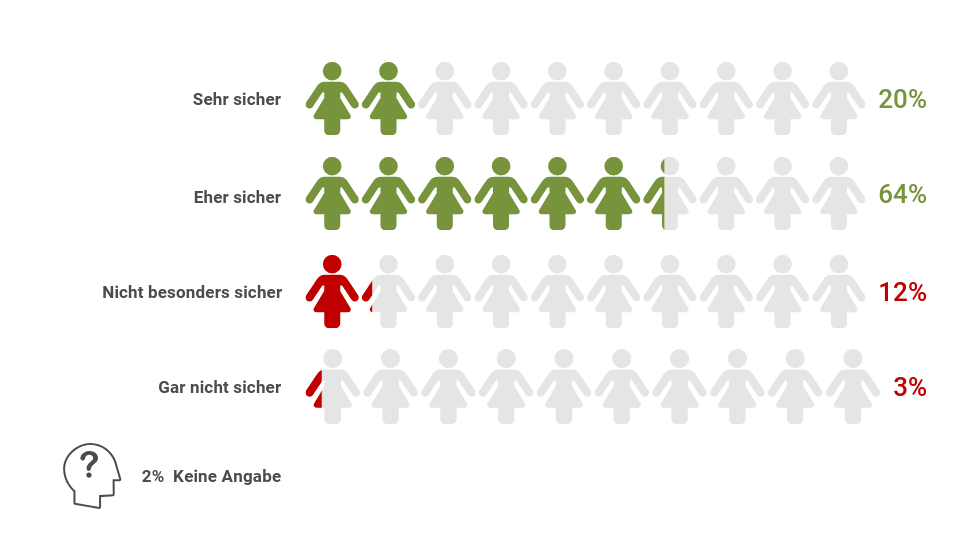 Sehr sicher 20%
Eher sicher 64%
Nicht besonders sicher 12%
Gar nicht sicher 3%
? 2% Keine Angabe